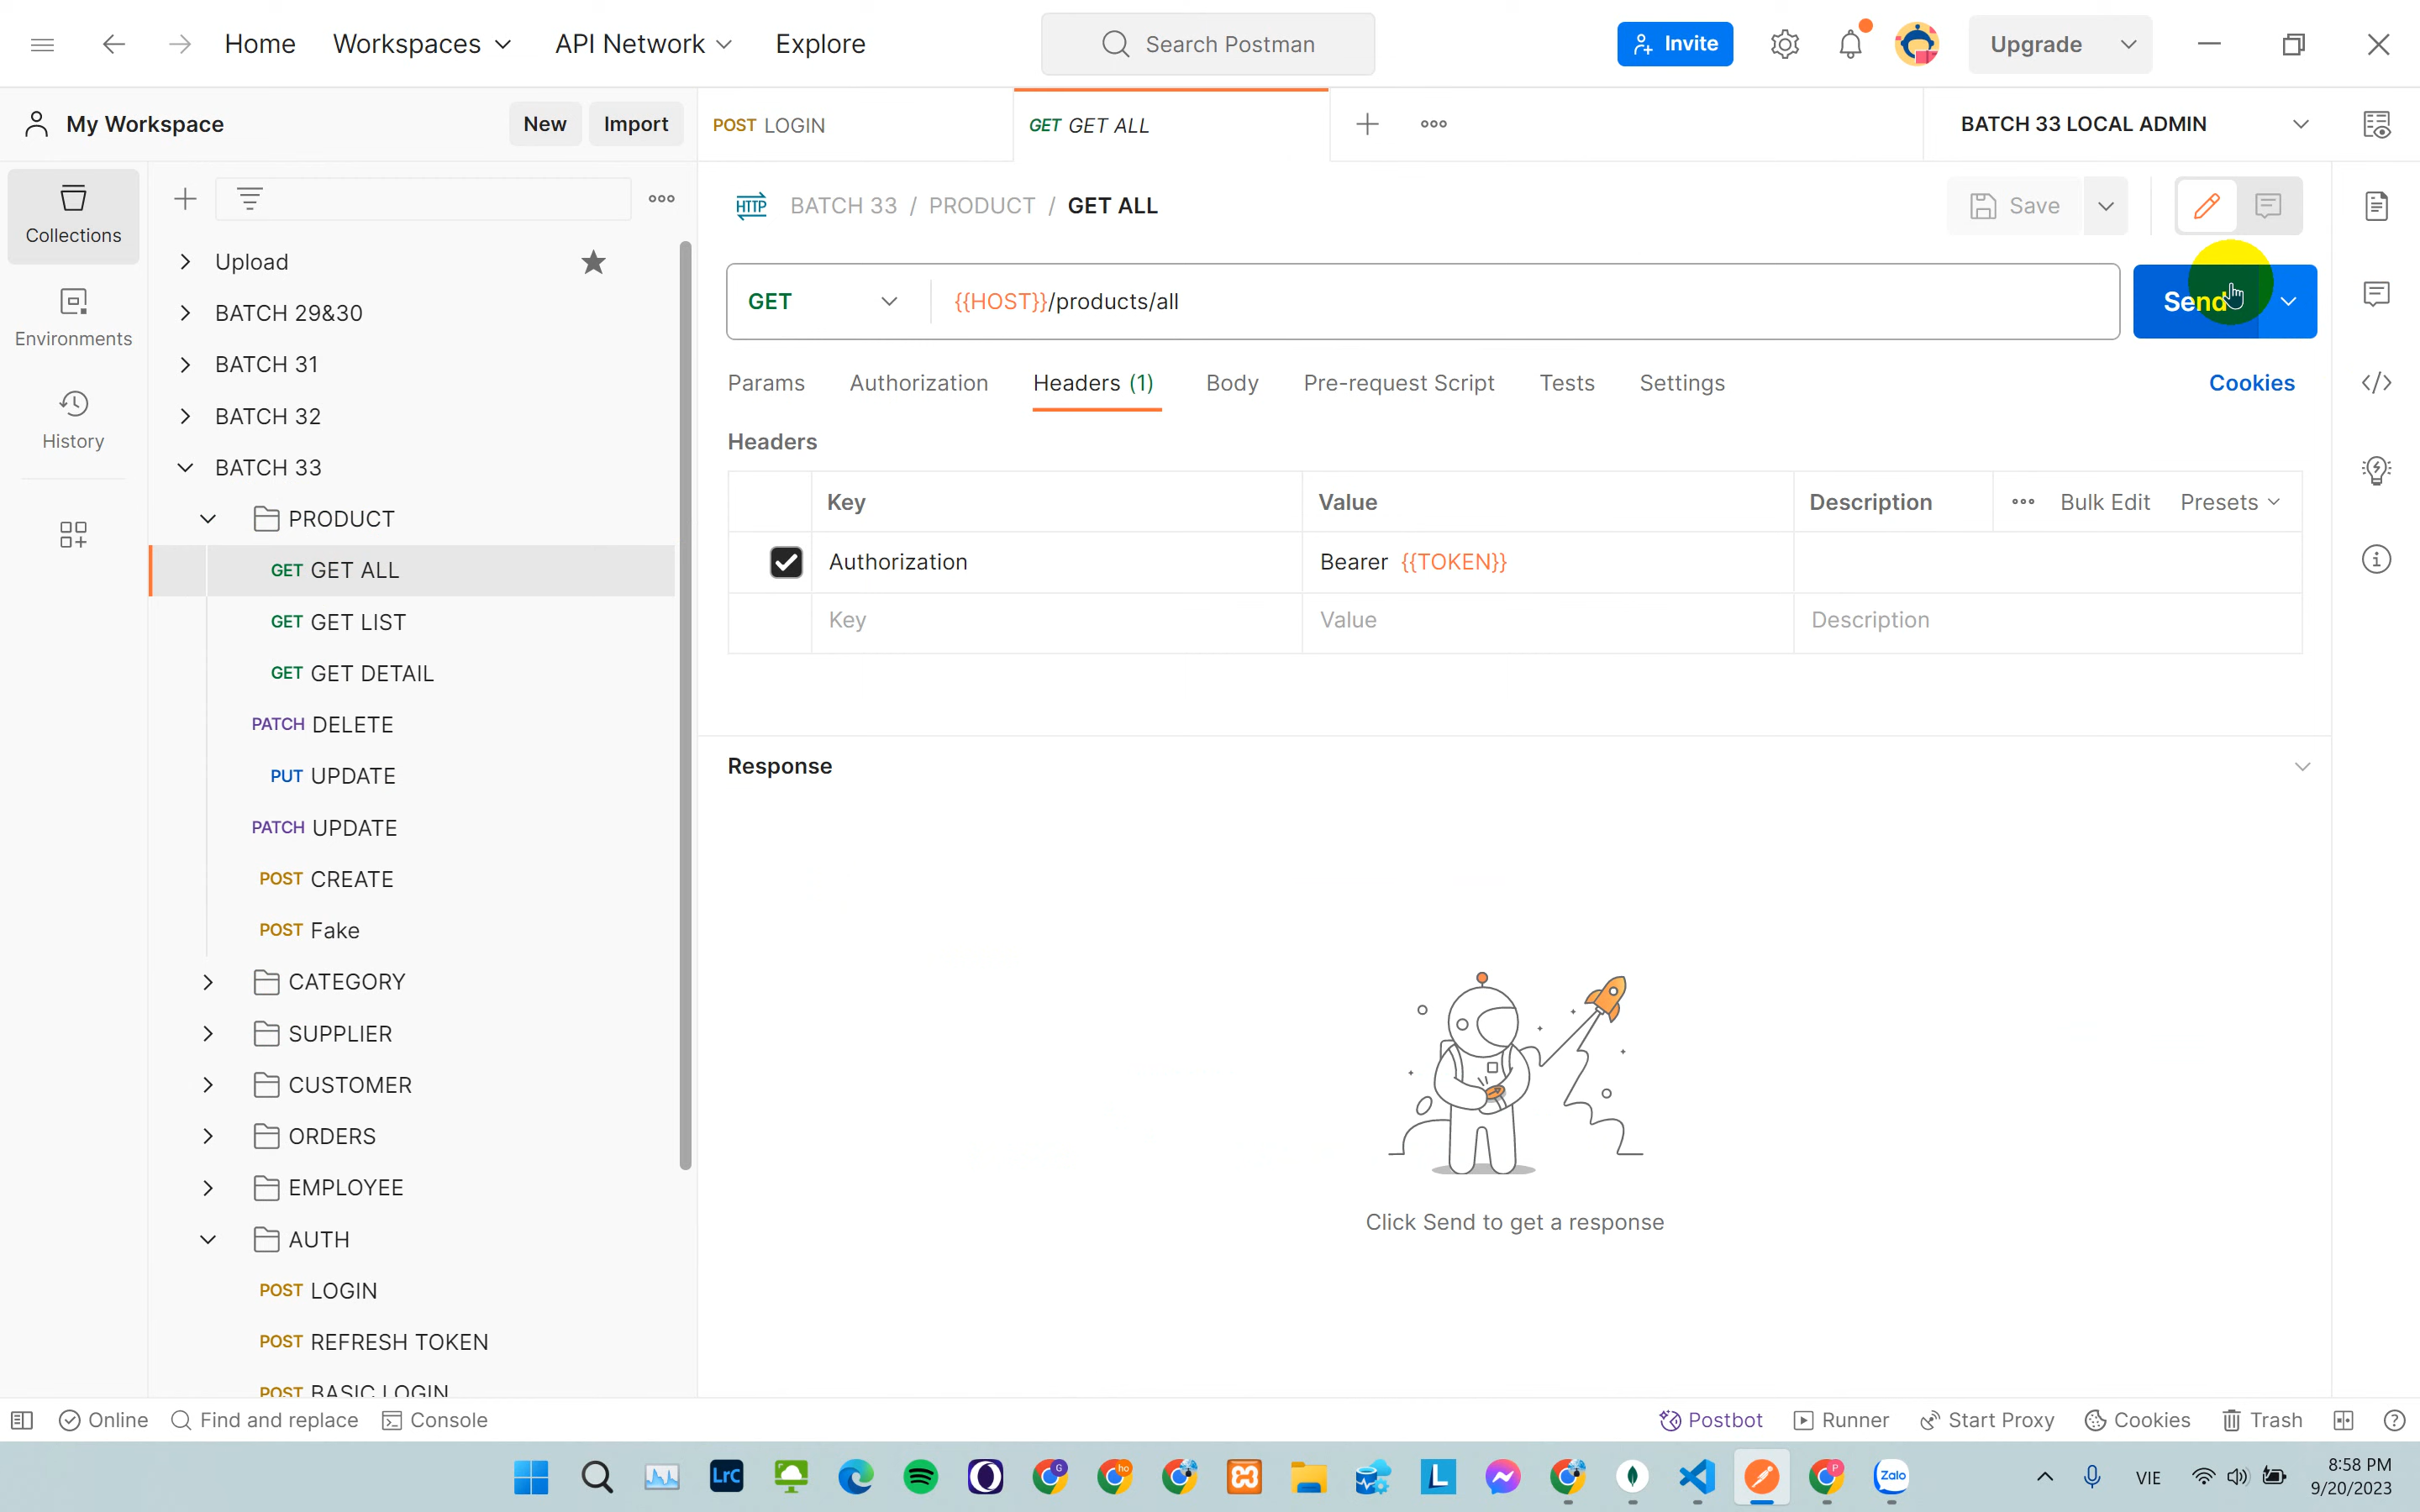 Home Workspaces API Network Explore Search Postman Invite Upgrade
My Workspace New Import POST LOGIN GET GET ALL BATCH 33 LOCAL ADMIN
Collections
Environments
History
Upload
BATCH 29&30
BATCH 31
BATCH 32
BATCH 33
PRODUCT
GET GET ALL
GET GET LIST
GET GET DETAIL
PATCH DELETE
PUT UPDATE
PATCH UPDATE
POST CREATE
POST Fake
CATEGORY
SUPPLIER
CUSTOMER
ORDERS
EMPLOYEE
AUTH
POST LOGIN
POST REFRESH TOKEN
POST BASIC LOGIN
HTTP BATCH 33 / PRODUCT / GET ALL Save
GET {{HOST}}/products/all Send
Params Authorization Headers (1) Body Pre-request Script Tests Settings Cookies
Headers
Key Value Description Bulk Edit Presets
Authorization Bearer {{TOKEN}}
Key Value Description
Response
Click Send to get a response
Online Find and replace Console Postbot Runner Start Proxy Cookies Trash
LrC G ho L P Zalo VIE 8:58 PM
9/20/2023